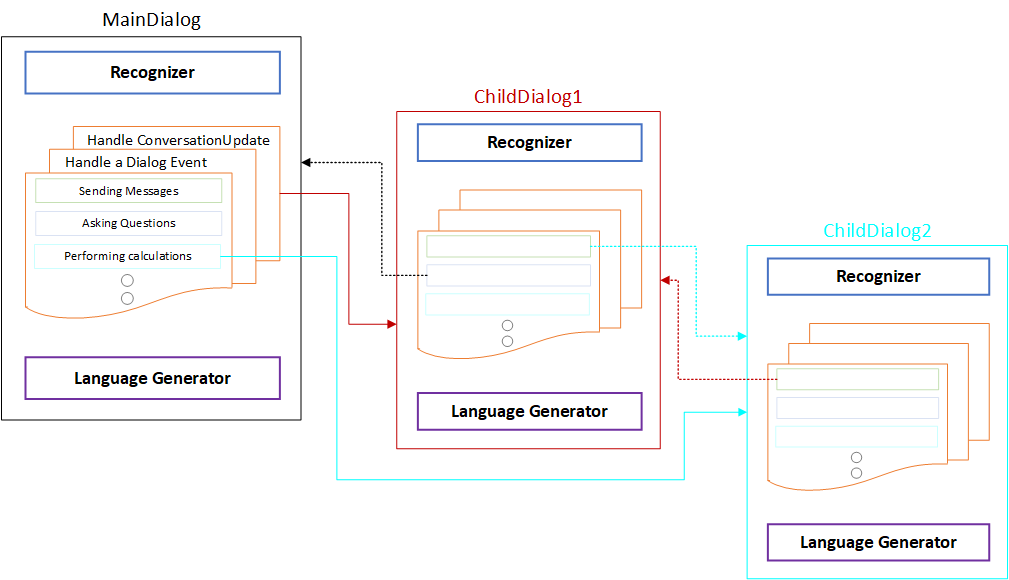 MainDialog
Recognizer
Handle ConversationUpdate
Handle a Dialog Event
Sending Messages
Asking Questions
Performing calculations
Language Generator
ChildDialog1
Recognizer
Language Generator
ChildDialog2
Recognizer
Language Generator